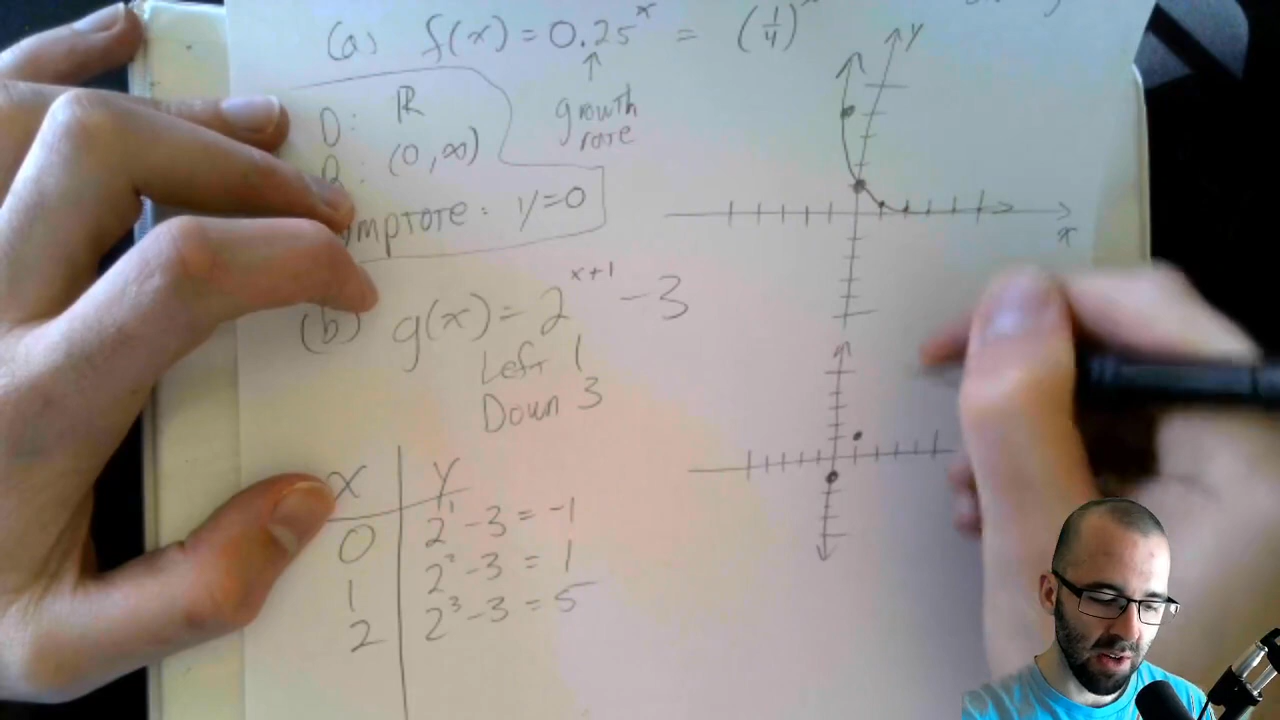 (a) f(x) = 0.25^x = (1/4)
↑
growth
rate
D: ℝ
: (0, ∞)
mptote: y=0
y
x
(b) g(x) = 2^(x+1) - 3
Left 1
Down 3
x | y
0 | 2^1 - 3 = -1
1 | 2^2 - 3 = 1
2 | 2^3 - 3 = 5